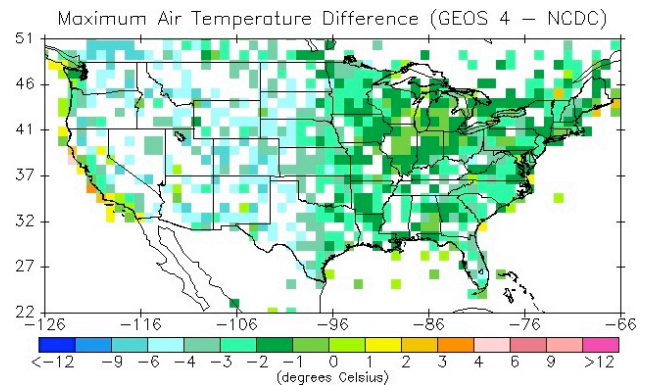 Maximum Air Temperature Difference (GEOS 4 – NCDC)
51
46
41
37
32
27
22
−126 −116 −106 −96 −86 −76 −66
<−12 −9 −6 −4 −3 −2 −1 0 1 2 3 4 6 9 >12
(degrees Celsius)